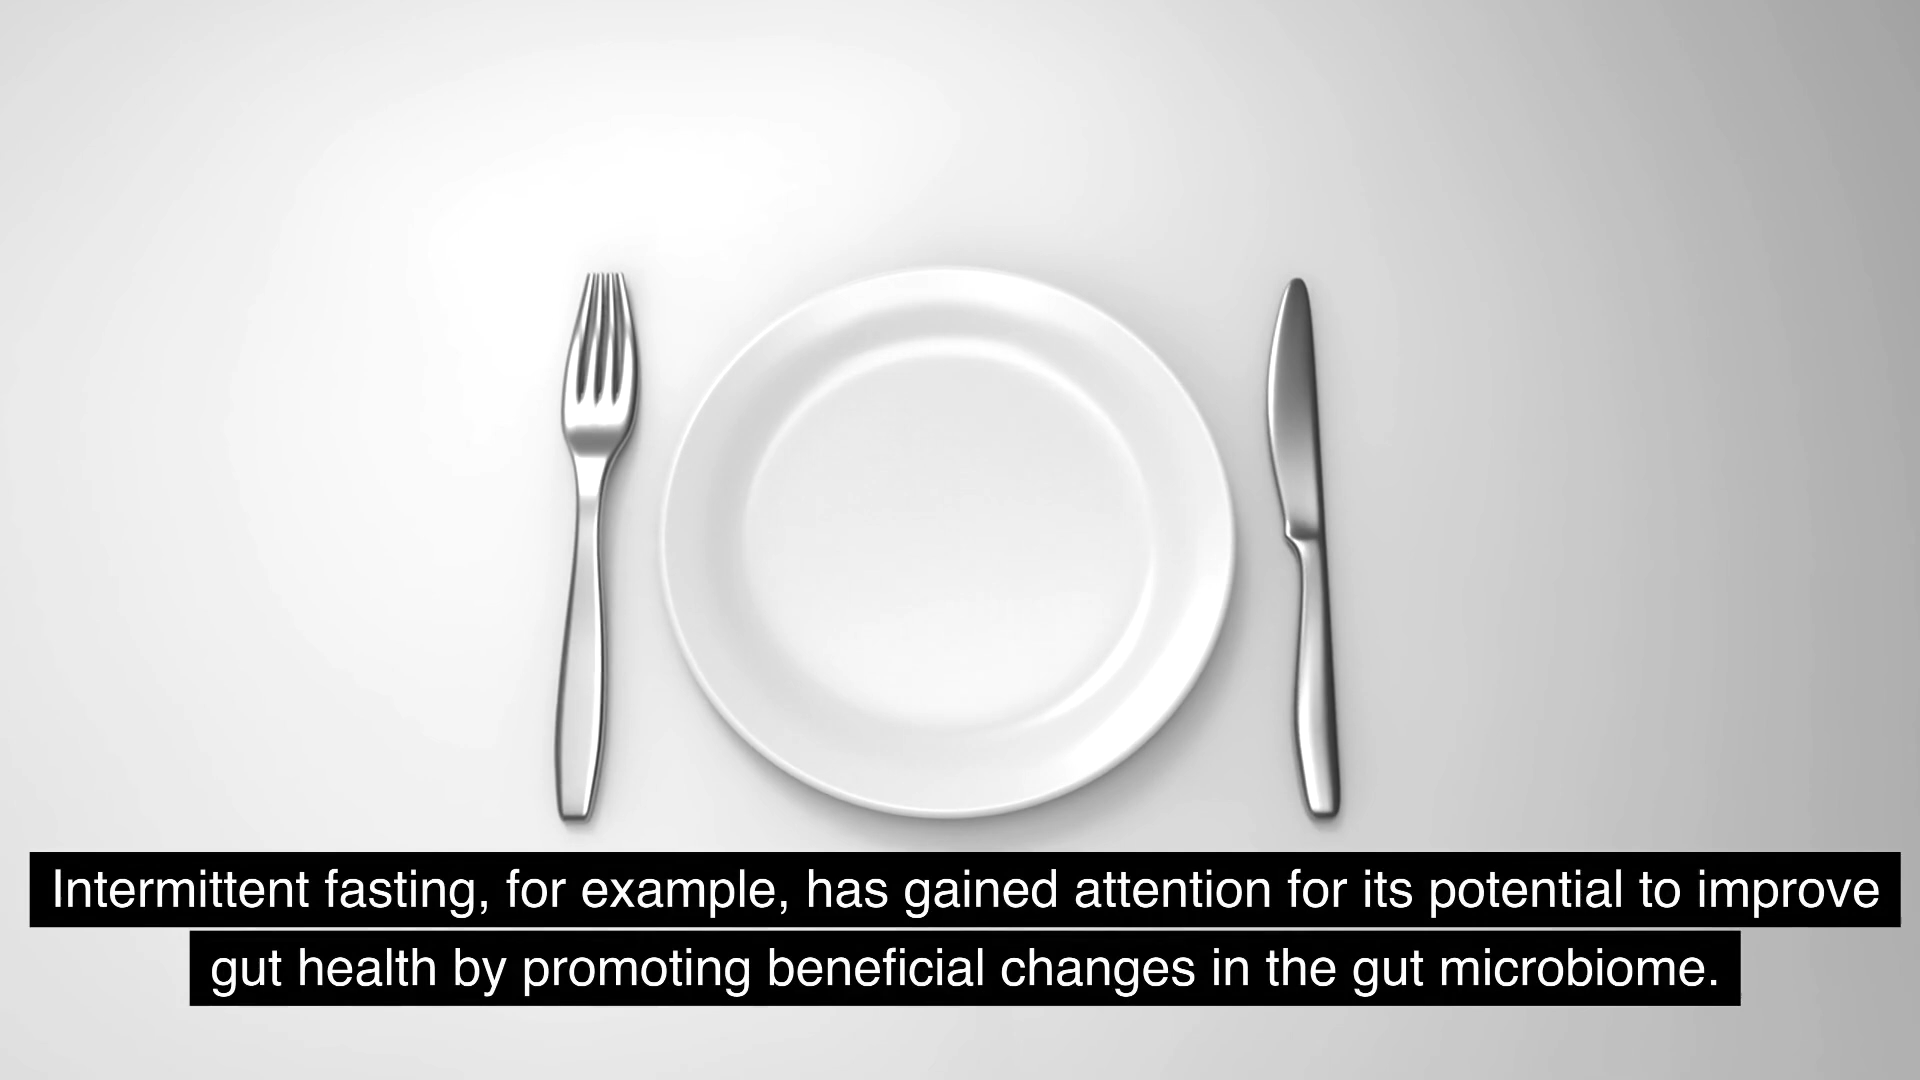 Intermittent fasting, for example, has gained attention for its potential to improve
gut health by promoting beneficial changes in the gut microbiome.